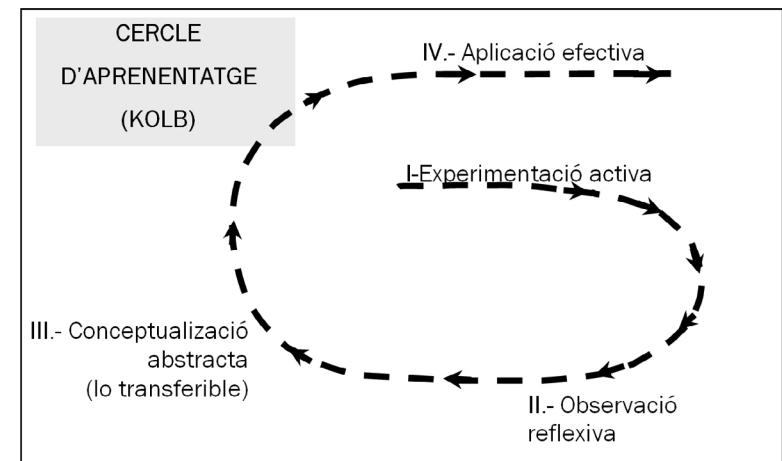 CERCLE
D'APRENENTATGE
(KOLB)
IV.- Aplicació efectiva
I-Experimentació activa
III.- Conceptualizació
abstracta
(lo transferible)
II.- Observació
reflexiva